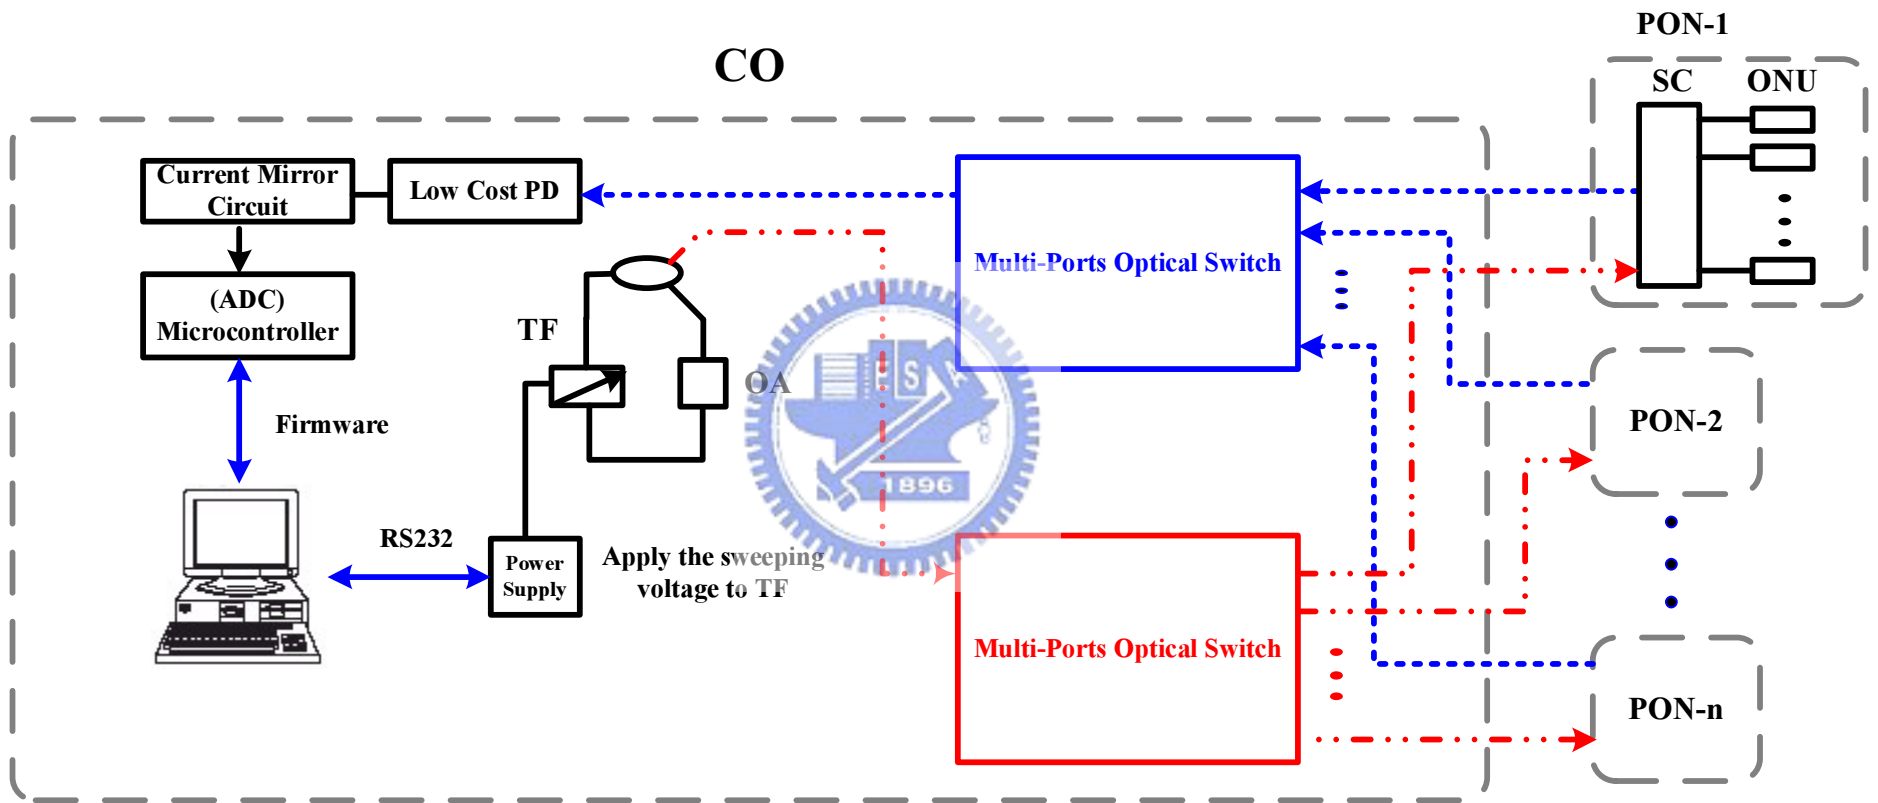 PON-1
CO
SC
ONU
Current Mirror
Circuit
Low Cost PD
Multi-Ports Optical Switch
(ADC)
Microcontroller
TF
OA
E
S
A
1896
Firmware
PON-2
RS232
Power
Supply
Apply the sweeping
voltage to TF
Multi-Ports Optical Switch
PON-n